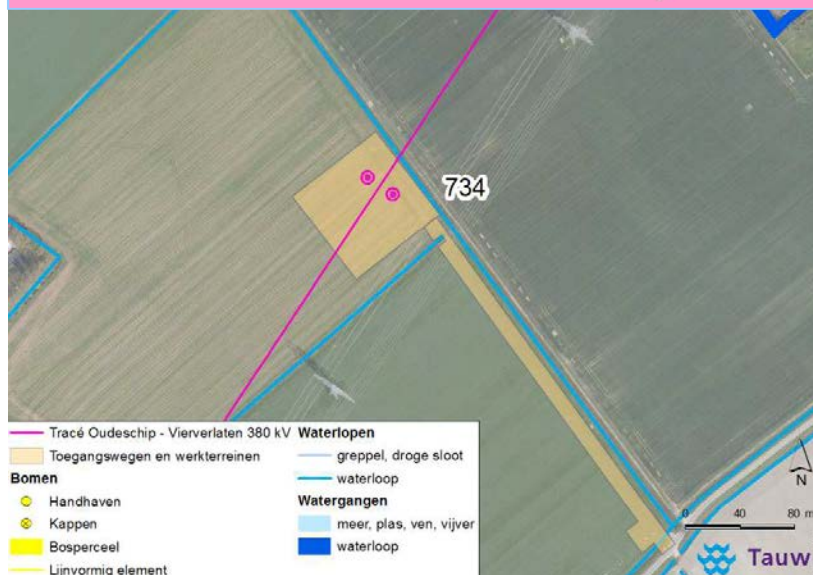 734
Tracé Oudeschip - Vierverlaten 380 kV
Toegangswegen en werkterreinen
Bomen
Handhaven
Kappen
Bosperceel
Lijnvormig element
Waterlopen
greppel, droge sloot
waterloop
Watergangen
meer, plas, ven, vijver
waterloop
N
0 40 80 m
Tauw